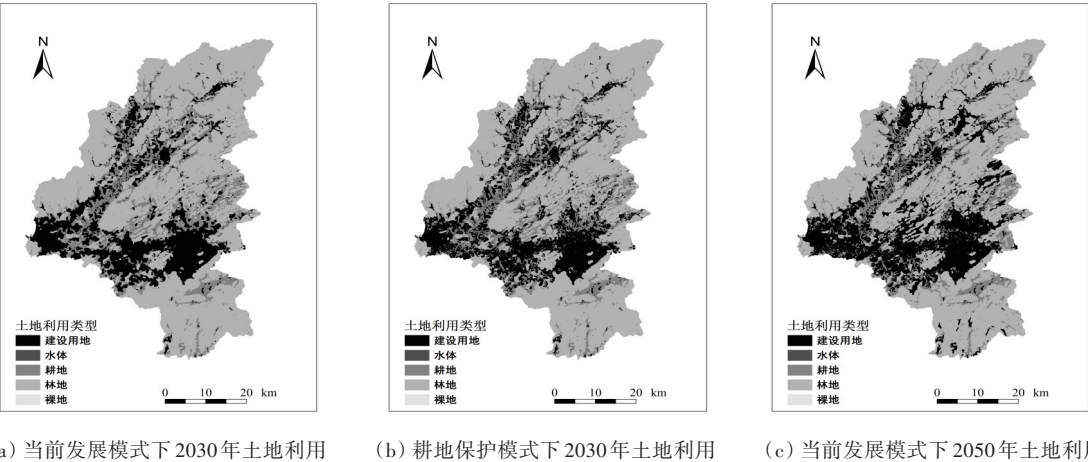 N
土地利用类型
建设用地
水体
耕地
林地
裸地
0 10 20 km
N
土地利用类型
建设用地
水体
耕地
林地
裸地
0 10 20 km
N
土地利用类型
建设用地
水体
耕地
林地
裸地
0 10 20 km
a）当前发展模式下2030年土地利用
（b）耕地保护模式下2030年土地利用
（c）当前发展模式下2050年土地利用